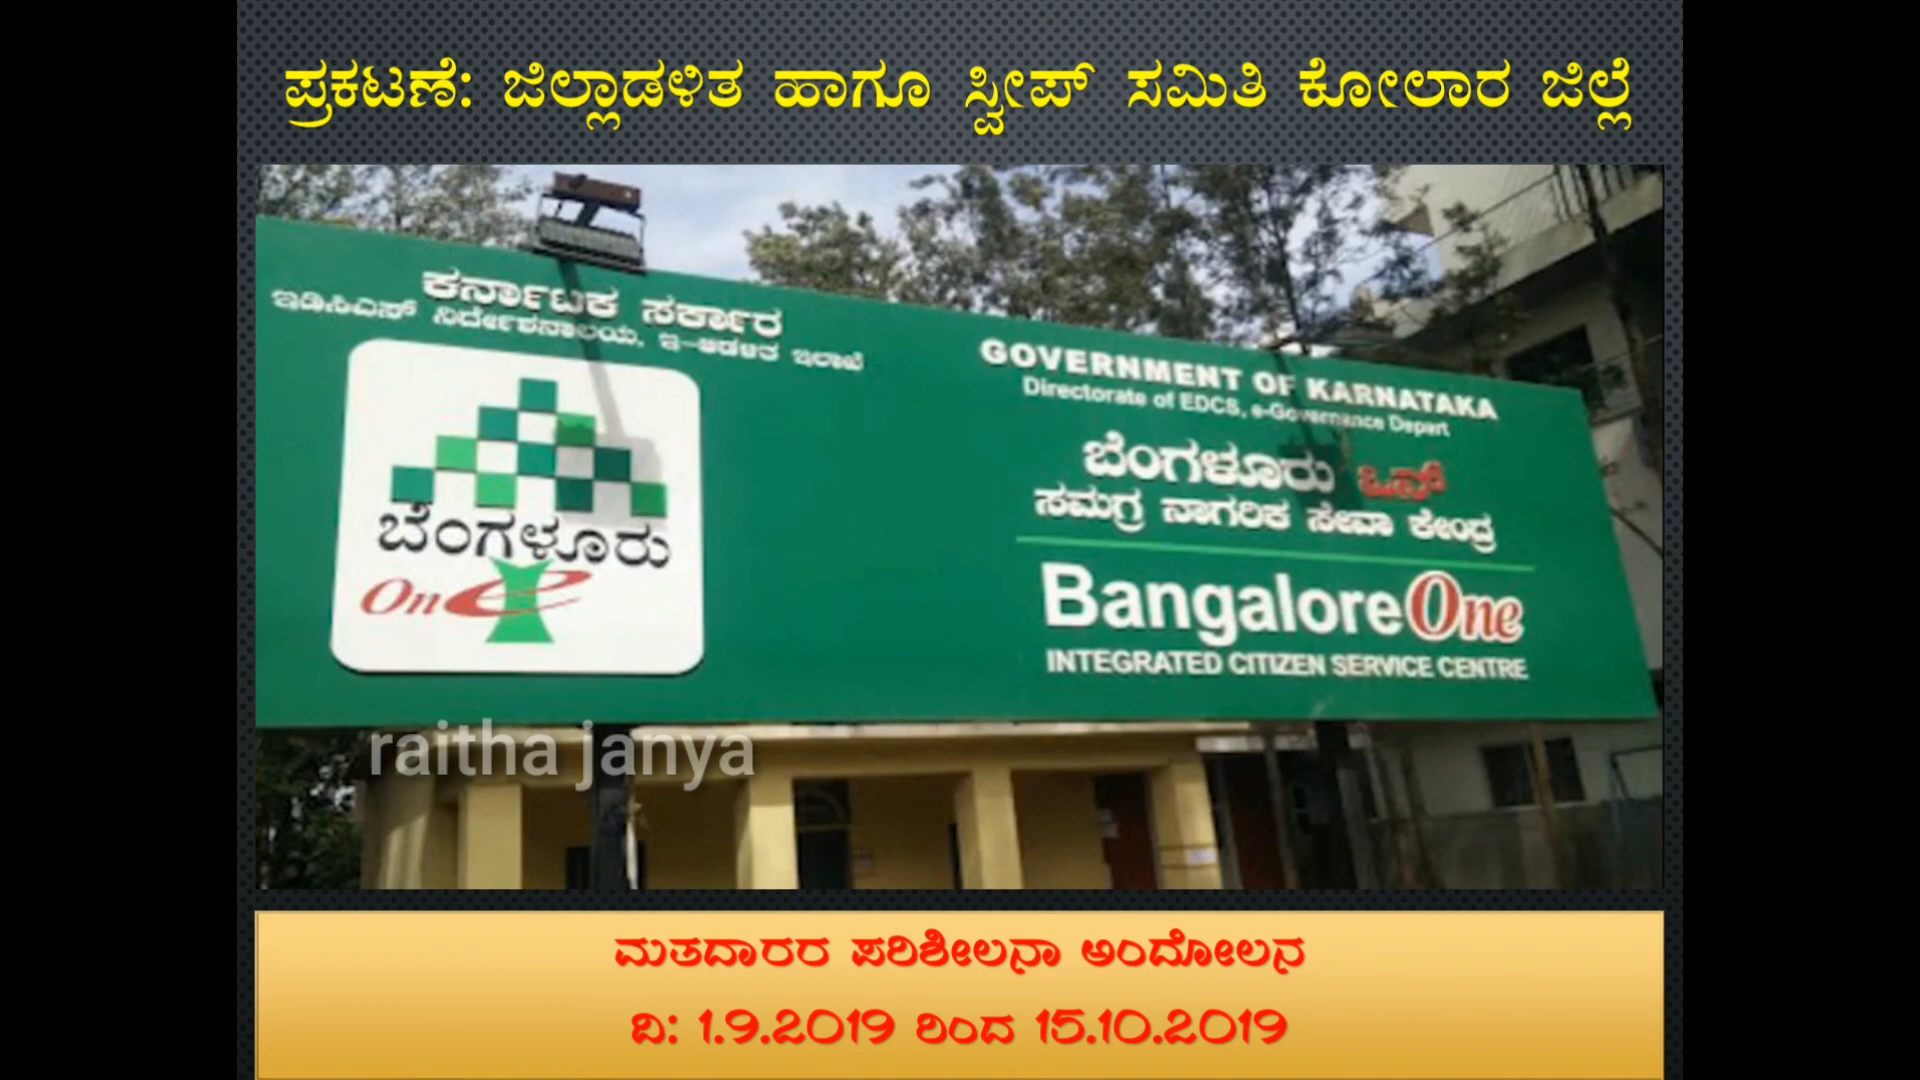 ಪ್ರಕಟಣೆ: ಜಿಲ್ಲಾಡಳಿತ ಹಾಗೂ ಸ್ವೀಪ್ ಸಮಿತಿ ಕೋಲಾರ ಜಿಲ್ಲೆ
ಕರ್ನಾಟಕ ಸರ್ಕಾರ
ಇಡಿಸಿಎಸ್ ನಿರ್ದೇಶನಾಲಯ, ಇ-ಆಡಳಿತ ಇಲಾಖೆ
ಬೆಂಗಳೂರು
One
GOVERNMENT OF KARNATAKA
Directorate of EDCS, e-Governance Depart
ಬೆಂಗಳೂರು ಒನ್
ಸಮಗ್ರ ನಾಗರಿಕ ಸೇವಾ ಕೇಂದ್ರ
BangaloreOne
INTEGRATED CITIZEN SERVICE CENTRE
raitha janya
ಮತದಾರರ ಪರಿಶೀಲನಾ ಅಂದೋಲನ
ದಿ: 1.9.2019 ರಿಂದ 15.10.2019